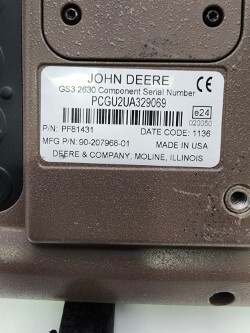 JOHN DEERE
CE
GS3 2630 Component Serial Number
PCGU2UA329069
e24
020050
P/N: PF81431
DATE CODE: 1136
MFG P/N: 90-207968-01
MADE IN USA
DEERE & COMPANY, MOLINE, ILLINOIS